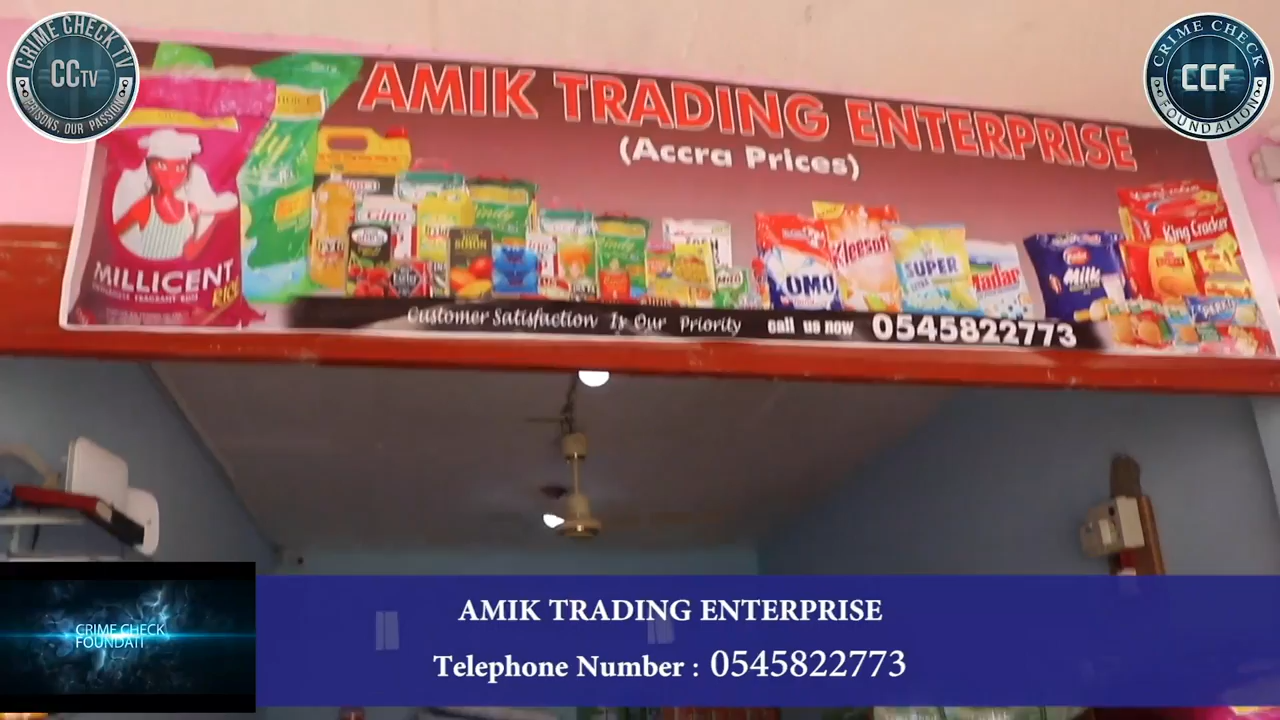 CRIME CHECK TV
CCTV
PRISONS, OUR PASSION
CRIME CHECK
CCF
FOUNDATION
AMIK TRADING ENTERPRISE
(Accra Prices)
MILLICENT
RICE
Gino
OMO
Kleesoft
SUPER
Madar
Milk
King Cracker
Customer Satisfaction Is Our Priority call us now 0545822773
CRIME CHECK
FOUNDATI
AMIK TRADING ENTERPRISE
Telephone Number : 0545822773